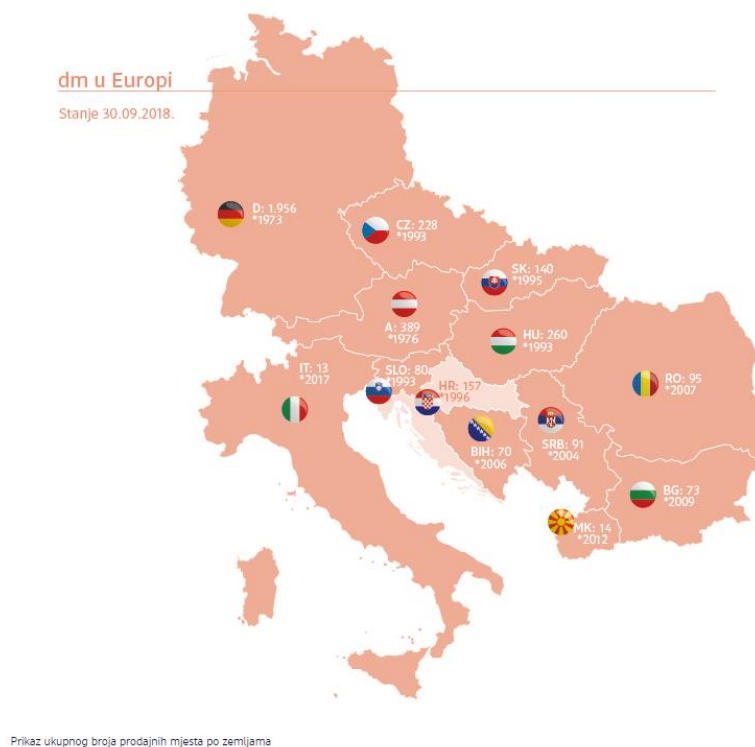 dm u Europi
Stanje 30.09.2018.
D: 1.956
*1973
CZ: 228
*1993
SK: 140
*1995
A: 389
*1976
HU: 260
*1993
IT: 13
*2017
SLO: 80
*1993
HR: 157
*1996
RO: 95
*2007
BIH: 70
*2006
SRB: 91
*2004
BG: 73
*2009
MK: 14
*2012
Prikaz ukupnog broja prodajnih mjesta po zemljama